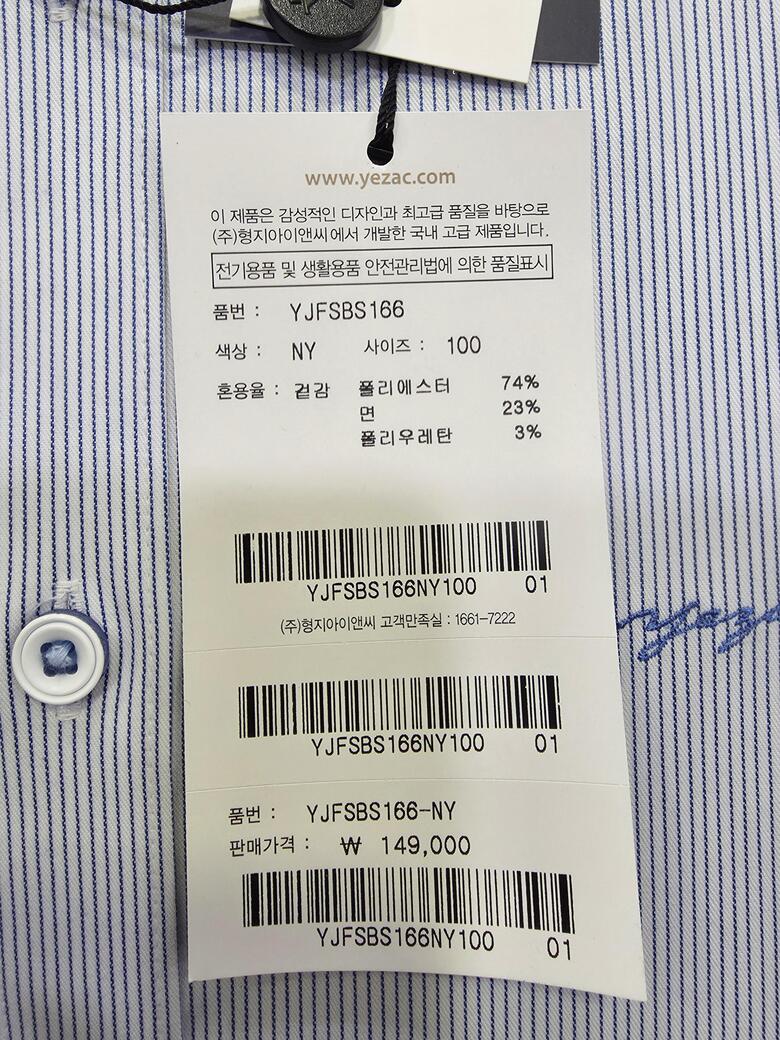 www.yezac.com
이 제품은 감성적인 디자인과 최고급 품질을 바탕으로
(주)형지아이앤씨에서 개발한 국내 고급 제품입니다.
전기용품 및 생활용품 안전관리법에 의한 품질표시
품번 : YJFSBS166
색상 : NY 사이즈 : 100
혼용율 : 겉감 폴리에스터 74%
면 23%
폴리우레탄 3%
YJFSBS166NY100 01
(주)형지아이앤씨 고객만족실 : 1661-7222
YJFSBS166NY100 01
품번 : YJFSBS166-NY
판매가격 : ₩ 149,000
YJFSBS166NY100 01